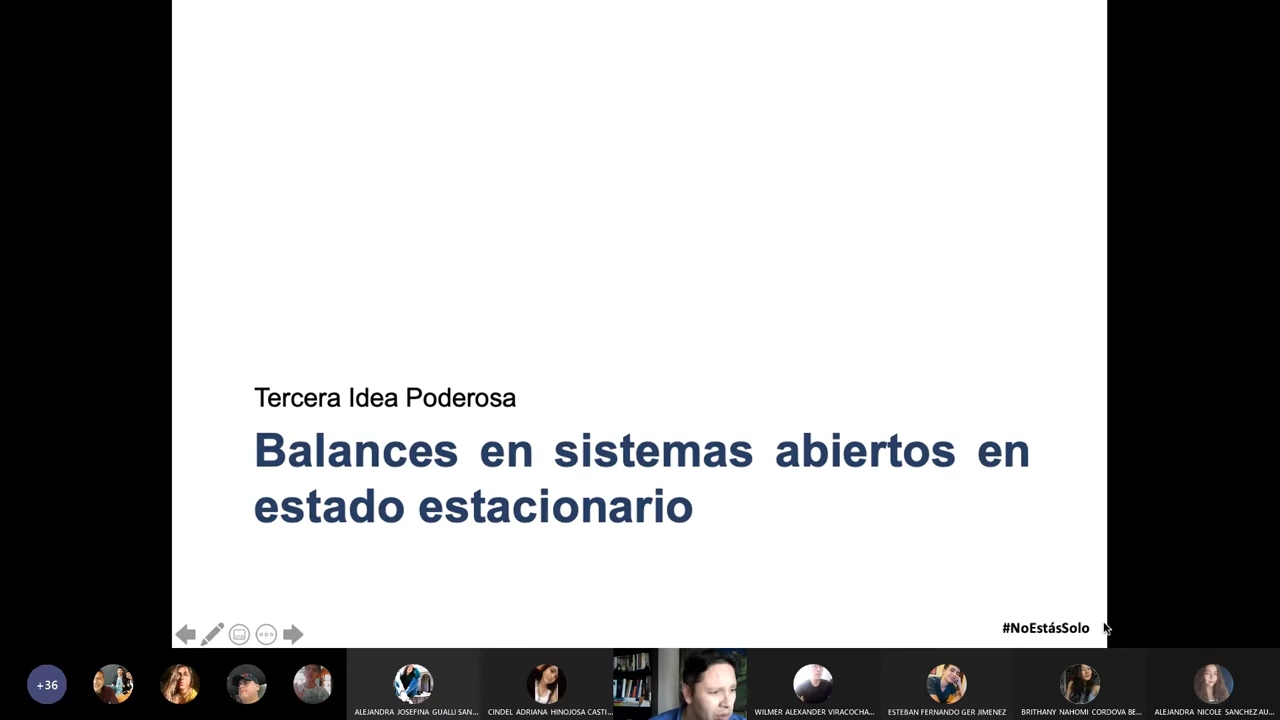 Tercera Idea Poderosa
Balances en sistemas abiertos en
estado estacionario
#NoEstásSolo
+36
ALEJANDRA JOSEFINA GUALLI SAN...
CINDEL ADRIANA HINOJOSA CASTI...
WILMER ALEXANDER VIRACOCHA...
ESTEBAN FERNANDO GER JIMENEZ
BRITHANY NAHOMI CORDOVA BE...
ALEJANDRA NICOLE SANCHEZ AU...